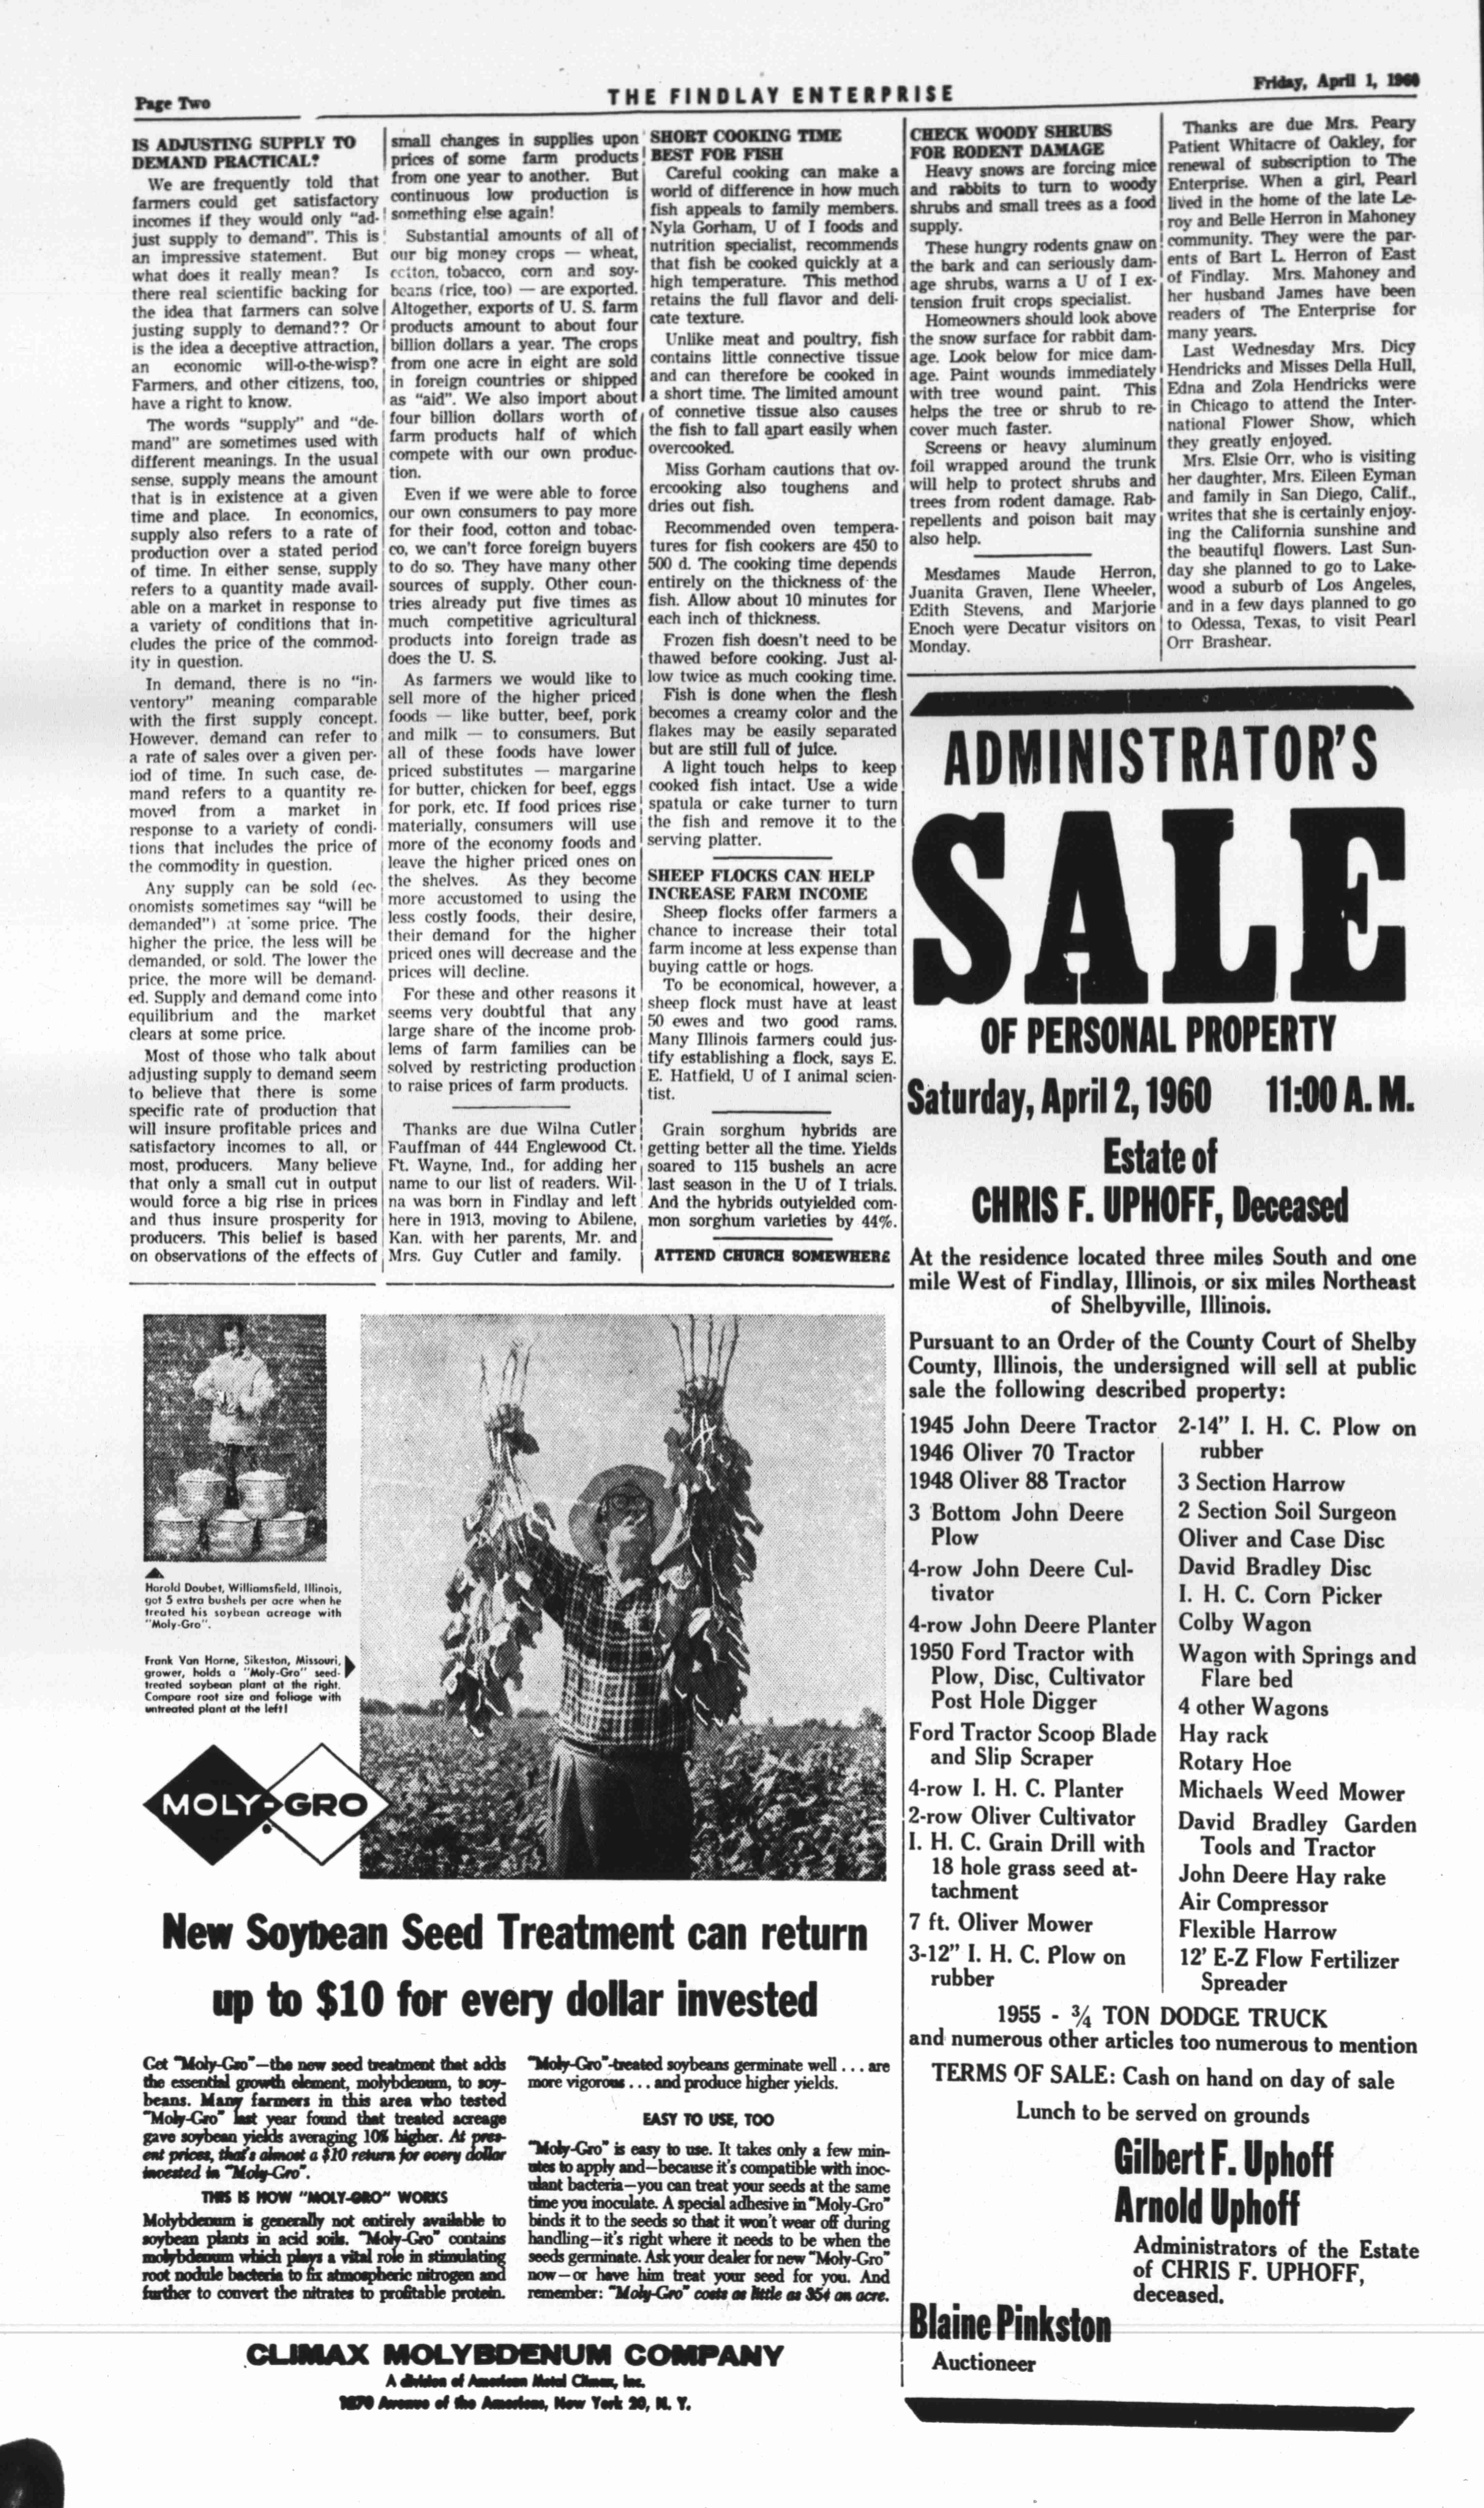 Page Two
THE FINDLAY ENTERPRISE
Friday, April 1, 1960
IS ADJUSTING SUPPLY TO
DEMAND PRACTICAL?
We are frequently told that
farmers could get satisfactory
incomes if they would only "ad-
just supply to demand". This is
an impressive statement. But
what does it really mean? Is
there real scientific backing for
the idea that farmers can solve
justing supply to demand?? Or
is the idea a deceptive attraction,
an economic will-o-the-wisp?
Farmers, and other citizens, too,
have a right to know.
The words "supply" and "de-
mand" are sometimes used with
different meanings. In the usual
sense, supply means the amount
that is in existence at a given
time and place. In economics,
supply also refers to a rate of
production over a stated period
of time. In either sense, supply
refers to a quantity made avail-
able on a market in response to
a variety of conditions that in-
cludes the price of the commod-
ity in question.
In demand, there is no "in-
ventory" meaning comparable
with the first supply concept.
However, demand can refer to
a rate of sales over a given per-
iod of time. In such case, de-
mand refers to a quantity re-
moved from a market in
response to a variety of condi-
tions that includes the price of
the commodity in question.
Any supply can be sold (ec-
onomists sometimes say "will be
demanded") at some price. The
higher the price, the less will be
demanded, or sold. The lower the
price, the more will be demand-
ed. Supply and demand come into
equilibrium and the market
clears at some price.
Most of those who talk about
adjusting supply to demand seem
to believe that there is some
specific rate of production that
will insure profitable prices and
satisfactory incomes to all, or
most, producers. Many believe
that only a small cut in output
would force a big rise in prices
and thus insure prosperity for
producers. This belief is based
on observations of the effects of
small changes in supplies upon
prices of some farm products
from one year to another. But
continuous low production is
something else again!
Substantial amounts of all of
our big money crops — wheat,
cotton, tobacco, corn and soy-
beans (rice, too) — are exported.
Altogether, exports of U. S. farm
products amount to about four
billion dollars a year. The crops
from one acre in eight are sold
in foreign countries or shipped
as "aid". We also import about
four billion dollars worth of
farm products half of which
compete with our own produc-
tion.
Even if we were able to force
our own consumers to pay more
for their food, cotton and tobac-
co, we can't force foreign buyers
to do so. They have many other
sources of supply. Other coun-
tries already put five times as
much competitive agricultural
products into foreign trade as
does the U. S.
As farmers we would like to
sell more of the higher priced
foods — like butter, beef, pork
and milk — to consumers. But
all of these foods have lower
priced substitutes — margarine
for butter, chicken for beef, eggs
for pork, etc. If food prices rise
materially, consumers will use
more of the economy foods and
leave the higher priced ones on
the shelves. As they become
more accustomed to using the
less costly foods, their desire,
their demand for the higher
priced ones will decrease and the
prices will decline.
For these and other reasons it
seems very doubtful that any
large share of the income prob-
lems of farm families can be
solved by restricting production
to raise prices of farm products.
Thanks are due Wilna Cutler
Fauffman of 444 Englewood Ct.
Ft. Wayne, Ind., for adding her
name to our list of readers. Wil-
na was born in Findlay and left
here in 1913, moving to Abilene,
Kan. with her parents, Mr. and
Mrs. Guy Cutler and family.
SHORT COOKING TIME
BEST FOR FISH
Careful cooking can make a
world of difference in how much
fish appeals to family members.
Nyla Gorham, U of I foods and
nutrition specialist, recommends
that fish be cooked quickly at a
high temperature. This method
retains the full flavor and deli-
cate texture.
Unlike meat and poultry, fish
contains little connective tissue
and can therefore be cooked in
a short time. The limited amount
of connetive tissue also causes
the fish to fall apart easily when
overcooked.
Miss Gorham cautions that ov-
ercooking also toughens and
dries out fish.
Recommended oven tempera-
tures for fish cookers are 450 to
500 d. The cooking time depends
entirely on the thickness of the
fish. Allow about 10 minutes for
each inch of thickness.
Frozen fish doesn't need to be
thawed before cooking. Just al-
low twice as much cooking time.
Fish is done when the flesh
becomes a creamy color and the
flakes may be easily separated
but are still full of juice.
A light touch helps to keep
cooked fish intact. Use a wide
spatula or cake turner to turn
the fish and remove it to the
serving platter.
SHEEP FLOCKS CAN HELP
INCREASE FARM INCOME
Sheep flocks offer farmers a
chance to increase their total
farm income at less expense than
buying cattle or hogs.
To be economical, however, a
sheep flock must have at least
50 ewes and two good rams.
Many Illinois farmers could jus-
tify establishing a flock, says E.
E. Hatfield, U of I animal scien-
tist.
Grain sorghum hybrids are
getting better all the time. Yields
soared to 115 bushels an acre
last season in the U of I trials.
And the hybrids outyielded com-
mon sorghum varieties by 44%.
ATTEND CHURCH SOMEWHERE
CHECK WOODY SHRUBS
FOR RODENT DAMAGE
Heavy snows are forcing mice
and rabbits to turn to woody
shrubs and small trees as a food
supply.
These hungry rodents gnaw on
the bark and can seriously dam-
age shrubs, warns a U of I ex-
tension fruit crops specialist.
Homeowners should look above
the snow surface for rabbit dam-
age. Look below for mice dam-
age. Paint wounds immediately
with tree wound paint. This
helps the tree or shrub to re-
cover much faster.
Screens or heavy aluminum
foil wrapped around the trunk
will help to protect shrubs and
trees from rodent damage. Rab-
repellents and poison bait may
also help.
Mesdames Maude Herron,
Juanita Graven, Ilene Wheeler,
Edith Stevens, and Marjorie
Enoch were Decatur visitors on
Monday.
Thanks are due Mrs. Peary
Patient Whitacre of Oakley, for
renewal of subscription to The
Enterprise. When a girl, Pearl
lived in the home of the late Le-
roy and Belle Herron in Mahoney
community. They were the par-
ents of Bart L. Herron of East
of Findlay. Mrs. Mahoney and
her husband James have been
readers of The Enterprise for
many years.
Last Wednesday Mrs. Dicy
Hendricks and Misses Della Hull,
Edna and Zola Hendricks were
in Chicago to attend the Inter-
national Flower Show, which
they greatly enjoyed.
Mrs. Elsie Orr, who is visiting
her daughter, Mrs. Eileen Eyman
and family in San Diego, Calif.,
writes that she is certainly enjoy-
ing the California sunshine and
the beautiful flowers. Last Sun-
day she planned to go to Lake-
wood a suburb of Los Angeles,
and in a few days planned to go
to Odessa, Texas, to visit Pearl
Orr Brashear.
ADMINISTRATOR'S
SALE
OF PERSONAL PROPERTY
Saturday, April 2, 1960 11:00 A. M.
Estate of
CHRIS F. UPHOFF, Deceased
At the residence located three miles South and one
mile West of Findlay, Illinois, or six miles Northeast
of Shelbyville, Illinois.
Pursuant to an Order of the County Court of Shelby
County, Illinois, the undersigned will sell at public
sale the following described property:
1945 John Deere Tractor
1946 Oliver 70 Tractor
1948 Oliver 88 Tractor
3 Bottom John Deere
Plow
4-row John Deere Cul-
tivator
4-row John Deere Planter
1950 Ford Tractor with
Plow, Disc, Cultivator
Post Hole Digger
Ford Tractor Scoop Blade
and Slip Scraper
4-row I. H. C. Planter
2-row Oliver Cultivator
I. H. C. Grain Drill with
18 hole grass seed at-
tachment
7 ft. Oliver Mower
3-12" I. H. C. Plow on
rubber
2-14" I. H. C. Plow on
rubber
3 Section Harrow
2 Section Soil Surgeon
Oliver and Case Disc
David Bradley Disc
I. H. C. Corn Picker
Colby Wagon
Wagon with Springs and
Flare bed
4 other Wagons
Hay rack
Rotary Hoe
Michaels Weed Mower
David Bradley Garden
Tools and Tractor
John Deere Hay rake
Air Compressor
Flexible Harrow
12' E-Z Flow Fertilizer
Spreader
1955 - ¾ TON DODGE TRUCK
and numerous other articles too numerous to mention
TERMS OF SALE: Cash on hand on day of sale
Lunch to be served on grounds
Gilbert F. Uphoff
Arnold Uphoff
Administrators of the Estate
of CHRIS F. UPHOFF,
deceased.
Blaine Pinkston
Auctioneer
Harold Doubet, Williamsfield, Illinois,
got 5 extra bushels per acre when he
treated his soybean acreage with
"Moly-Gro".
Frank Van Horne, Sikeston, Missouri,
grower, holds a "Moly-Gro" seed-
treated soybean plant at the right.
Compare root size and foliage with
untreated plant at the left!
MOLY-GRO
New Soybean Seed Treatment can return
up to $10 for every dollar invested
Get "Moly-Gro"—the new seed treatment that adds
the essential growth element, molybdenum, to soy-
beans. Many farmers in this area who tested
"Moly-Gro" last year found that treated acreage
gave soybean yields averaging 10% higher. At pres-
ent prices, that's almost a $10 return for every dollar
invested in "Moly-Gro".
THIS IS HOW "MOLY-GRO" WORKS
Molybdenum is generally not entirely available to
soybean plants in acid soils. "Moly-Gro" contains
molybdenum which plays a vital role in stimulating
root nodule bacteria to fix atmospheric nitrogen and
further to convert the nitrates to profitable protein.
"Moly-Gro"-treated soybeans germinate well . . . are
more vigorous . . . and produce higher yields.
EASY TO USE, TOO
"Moly-Gro" is easy to use. It takes only a few min-
utes to apply and—because it's compatible with inoc-
ulant bacteria—you can treat your seeds at the same
time you inoculate. A special adhesive in "Moly-Gro"
binds it to the seeds so that it won't wear off during
handling—it's right where it needs to be when the
seeds germinate. Ask your dealer for new "Moly-Gro"
now—or have him treat your seed for you. And
remember: "Moly-Gro" costs as little as 35¢ an acre.
CLIMAX MOLYBDENUM COMPANY
A division of American Metal Climax, Inc.
1270 Avenue of the Americas, New York 20, N. Y.